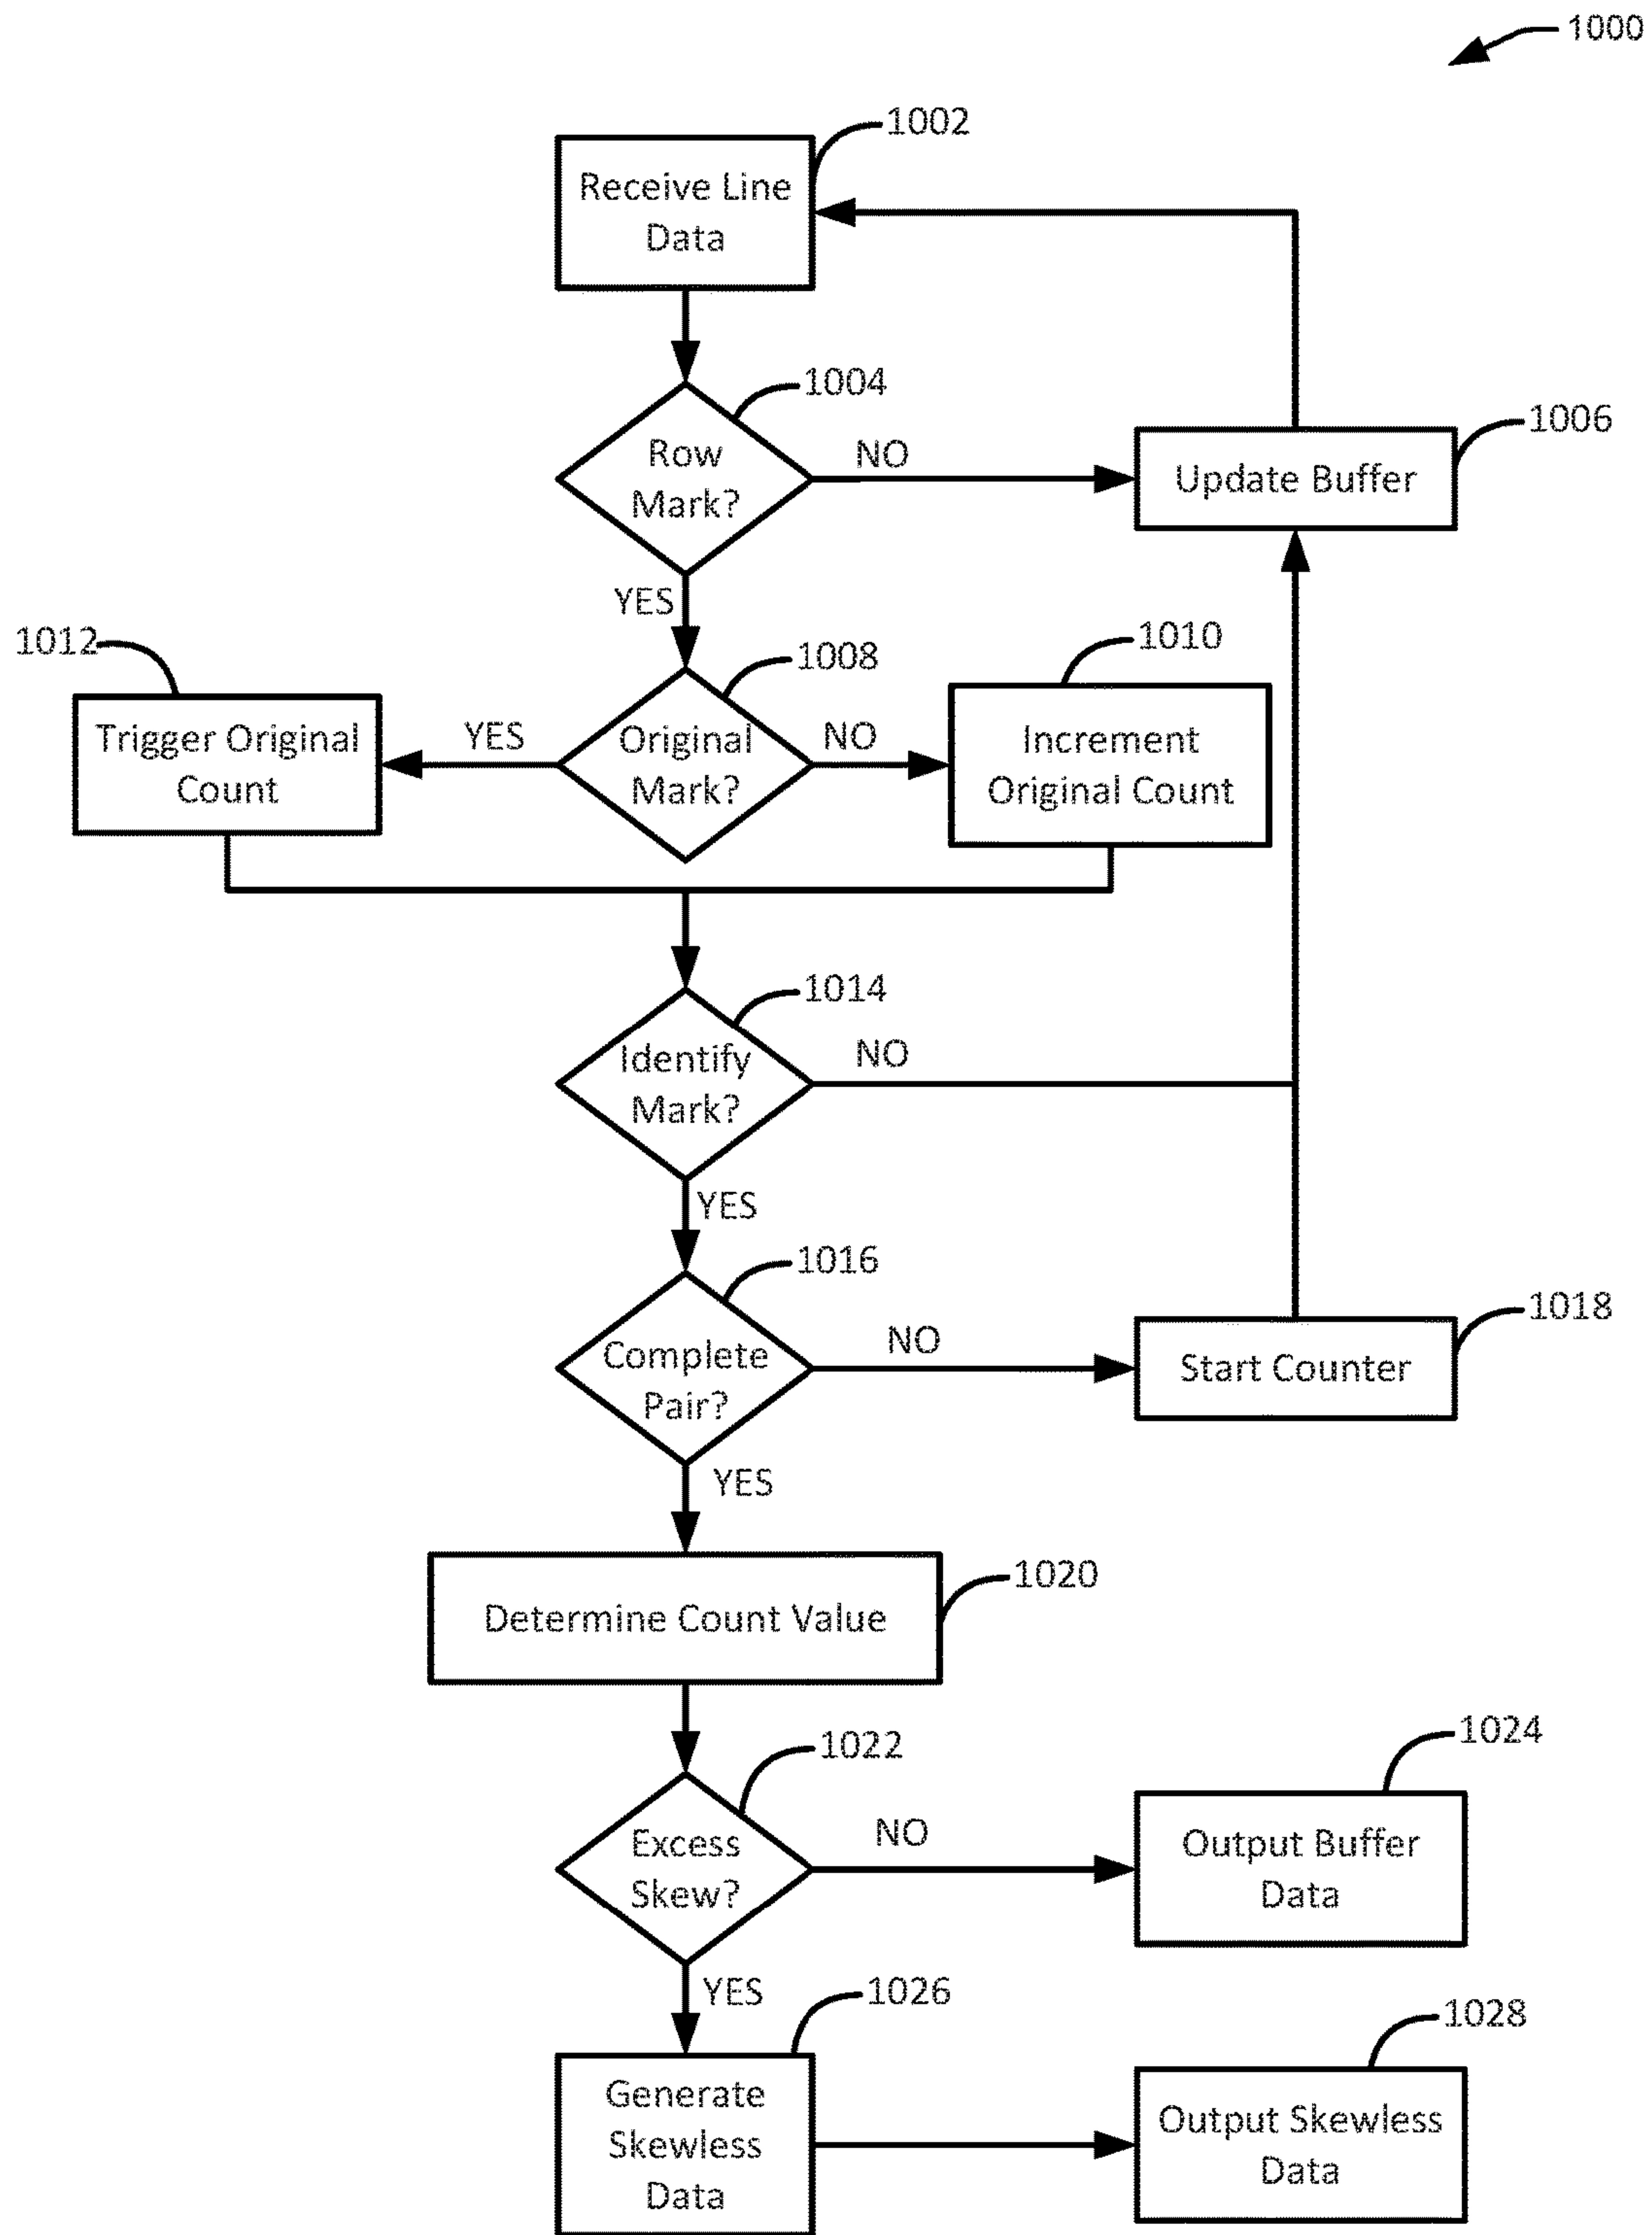 1000
1002
Receive Line
Data
1004
Row
Mark?
NO
1006
Update Buffer
YES
1012
Trigger Original
Count
YES
1008
Original
Mark?
NO
1010
Increment
Original Count
1014
Identify
Mark?
NO
YES
1016
Complete
Pair?
NO
1018
Start Counter
YES
1020
Determine Count Value
1022
Excess
Skew?
NO
1024
Output Buffer
Data
YES
1026
Generate
Skewless
Data
1028
Output Skewless
Data